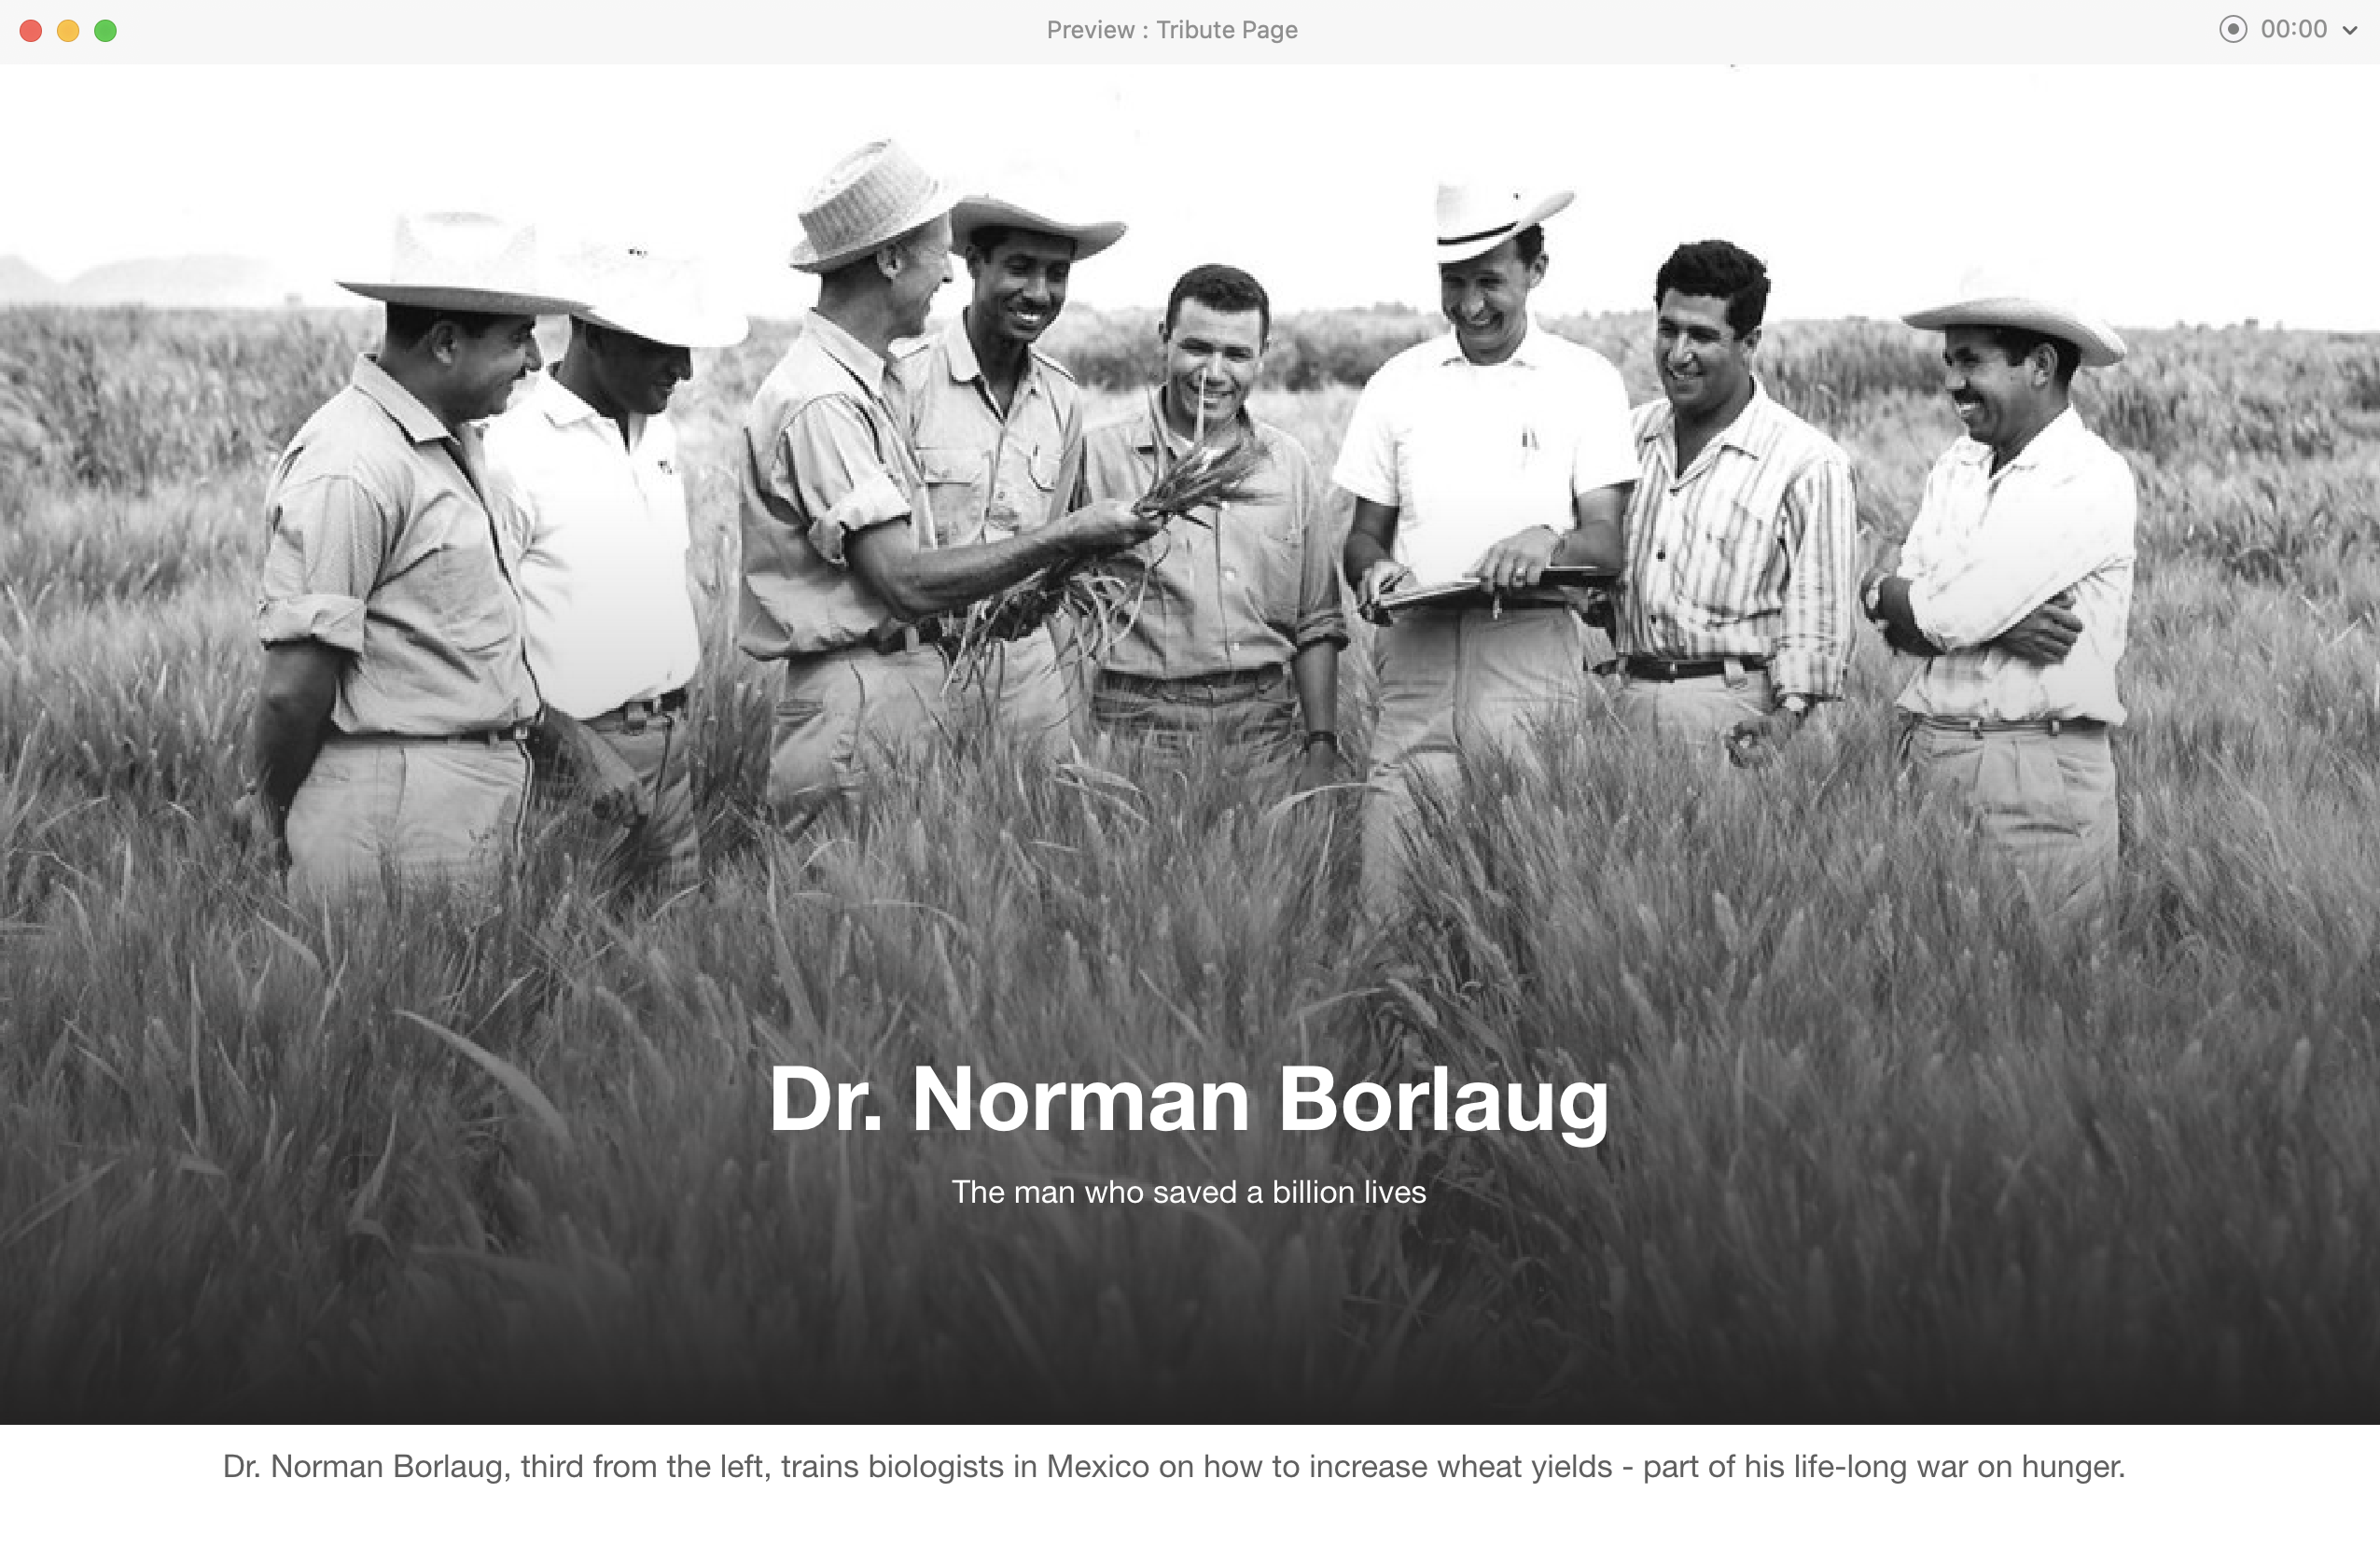 Preview : Tribute Page
00:00
Dr. Norman Borlaug
The man who saved a billion lives
Dr. Norman Borlaug, third from the left, trains biologists in Mexico on how to increase wheat yields - part of his life-long war on hunger.